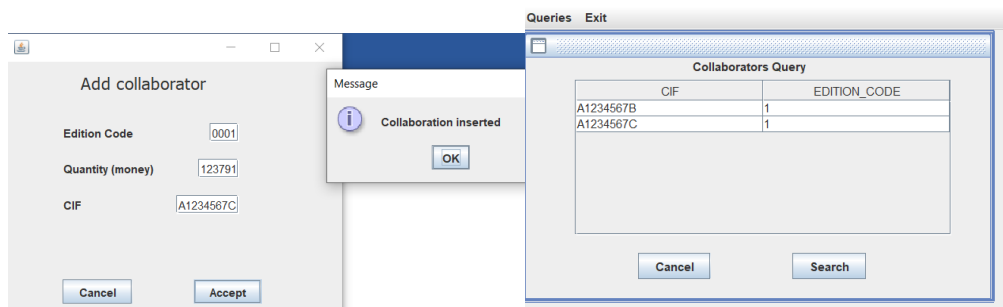 Add collaborator
Edition Code 0001
Quantity (money) 123791
CIF A1234567C
Cancel Accept
Message
Collaboration inserted
OK
Queries Exit
Collaborators Query
CIF EDITION_CODE
A1234567B 1
A1234567C 1
Cancel Search